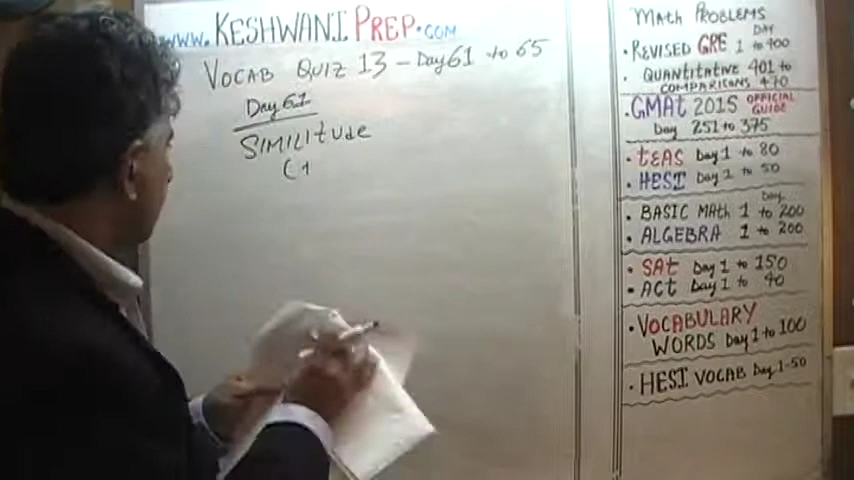 www.KESHWANIPREP.com
VOCAB QUIZ 13 - Day 61 to 65
Day 61
SIMILITUDE
MATH PROBLEMS
DAY
• REVISED GRE 1 to 400
• QUANTITATIVE 401 to
COMPARISONS 470
• GMAT 2015 OFFICIAL GUIDE
Day 251 to 375
• TEAS Day 1 to 80
• HESI Day 1 to 50
Day
• BASIC MATH 1 to 200
• ALGEBRA 1 to 200
• SAT Day 1 to 150
• ACT Day 1 to 40
• VOCABULARY
WORDS Day 1 to 100
• HESI VOCAB Day 1-50